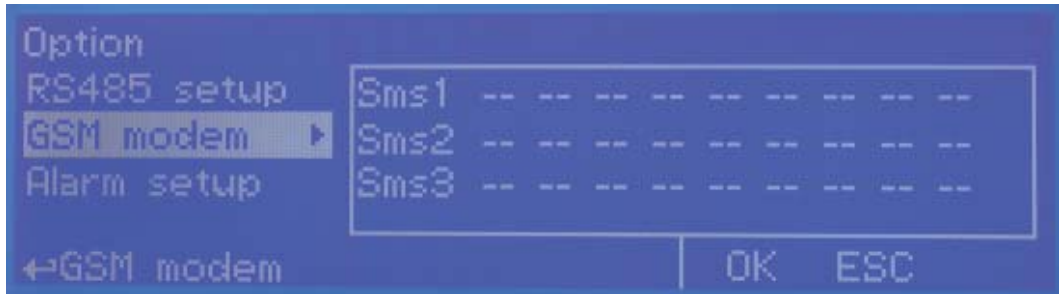 Option
RS485 setup
GSM modem
Alarm setup
Sms1 -- -- -- -- -- -- -- -- --
Sms2 -- -- -- -- -- -- -- -- --
Sms3 -- -- -- -- -- -- -- -- --
↩GSM modem
OK ESC